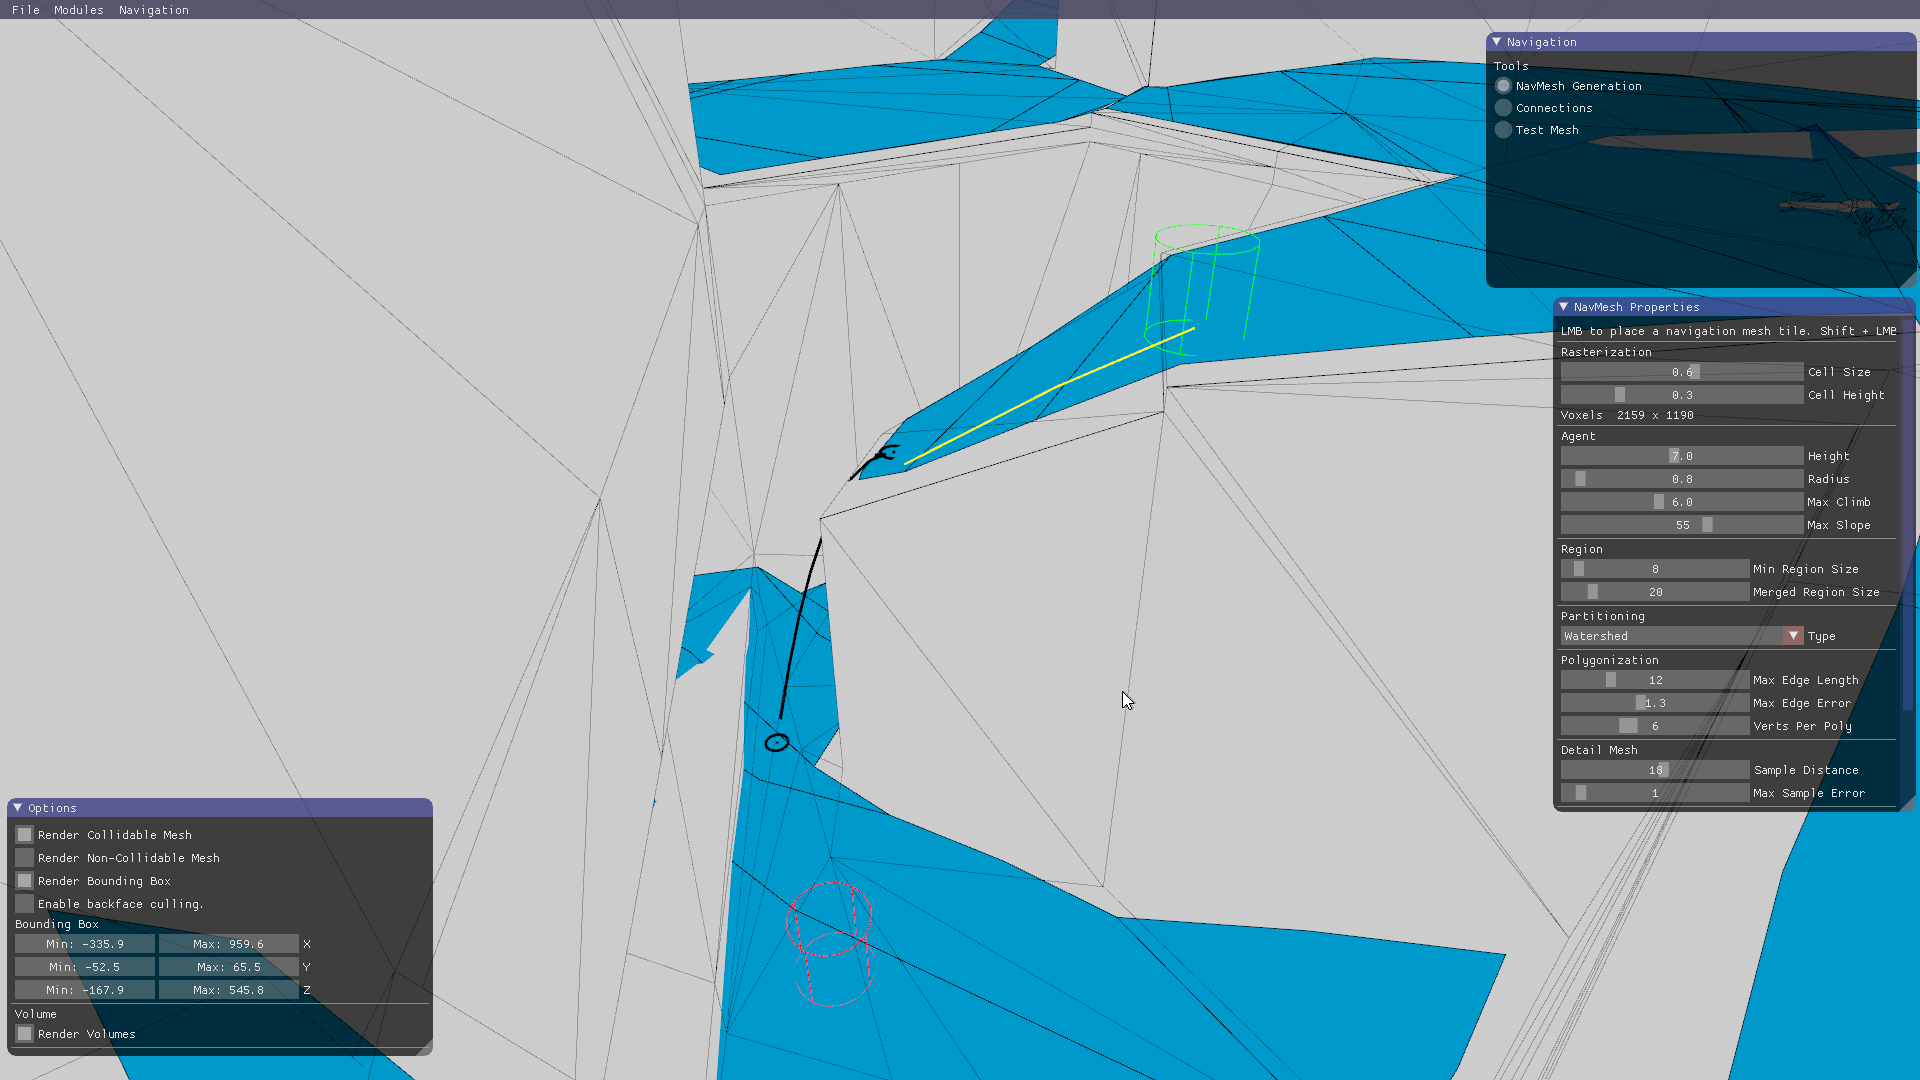 File Modules Navigation
Navigation
Tools
NavMesh Generation
Connections
Test Mesh
NavMesh Properties
LMB to place a navigation mesh tile. Shift + LMB
Rasterization
0.6 Cell Size
0.3 Cell Height
Voxels 2159 x 1190
Agent
7.0 Height
0.8 Radius
6.0 Max Climb
55 Max Slope
Region
8 Min Region Size
20 Merged Region Size
Partitioning
Watershed Type
Polygonization
12 Max Edge Length
1.3 Max Edge Error
6 Verts Per Poly
Detail Mesh
18 Sample Distance
1 Max Sample Error
Options
Render Collidable Mesh
Render Non-Collidable Mesh
Render Bounding Box
Enable backface culling.
Bounding Box
Min: -335.9 Max: 959.6 X
Min: -52.5 Max: 65.5 Y
Min: -167.9 Max: 545.8 Z
Volume
Render Volumes